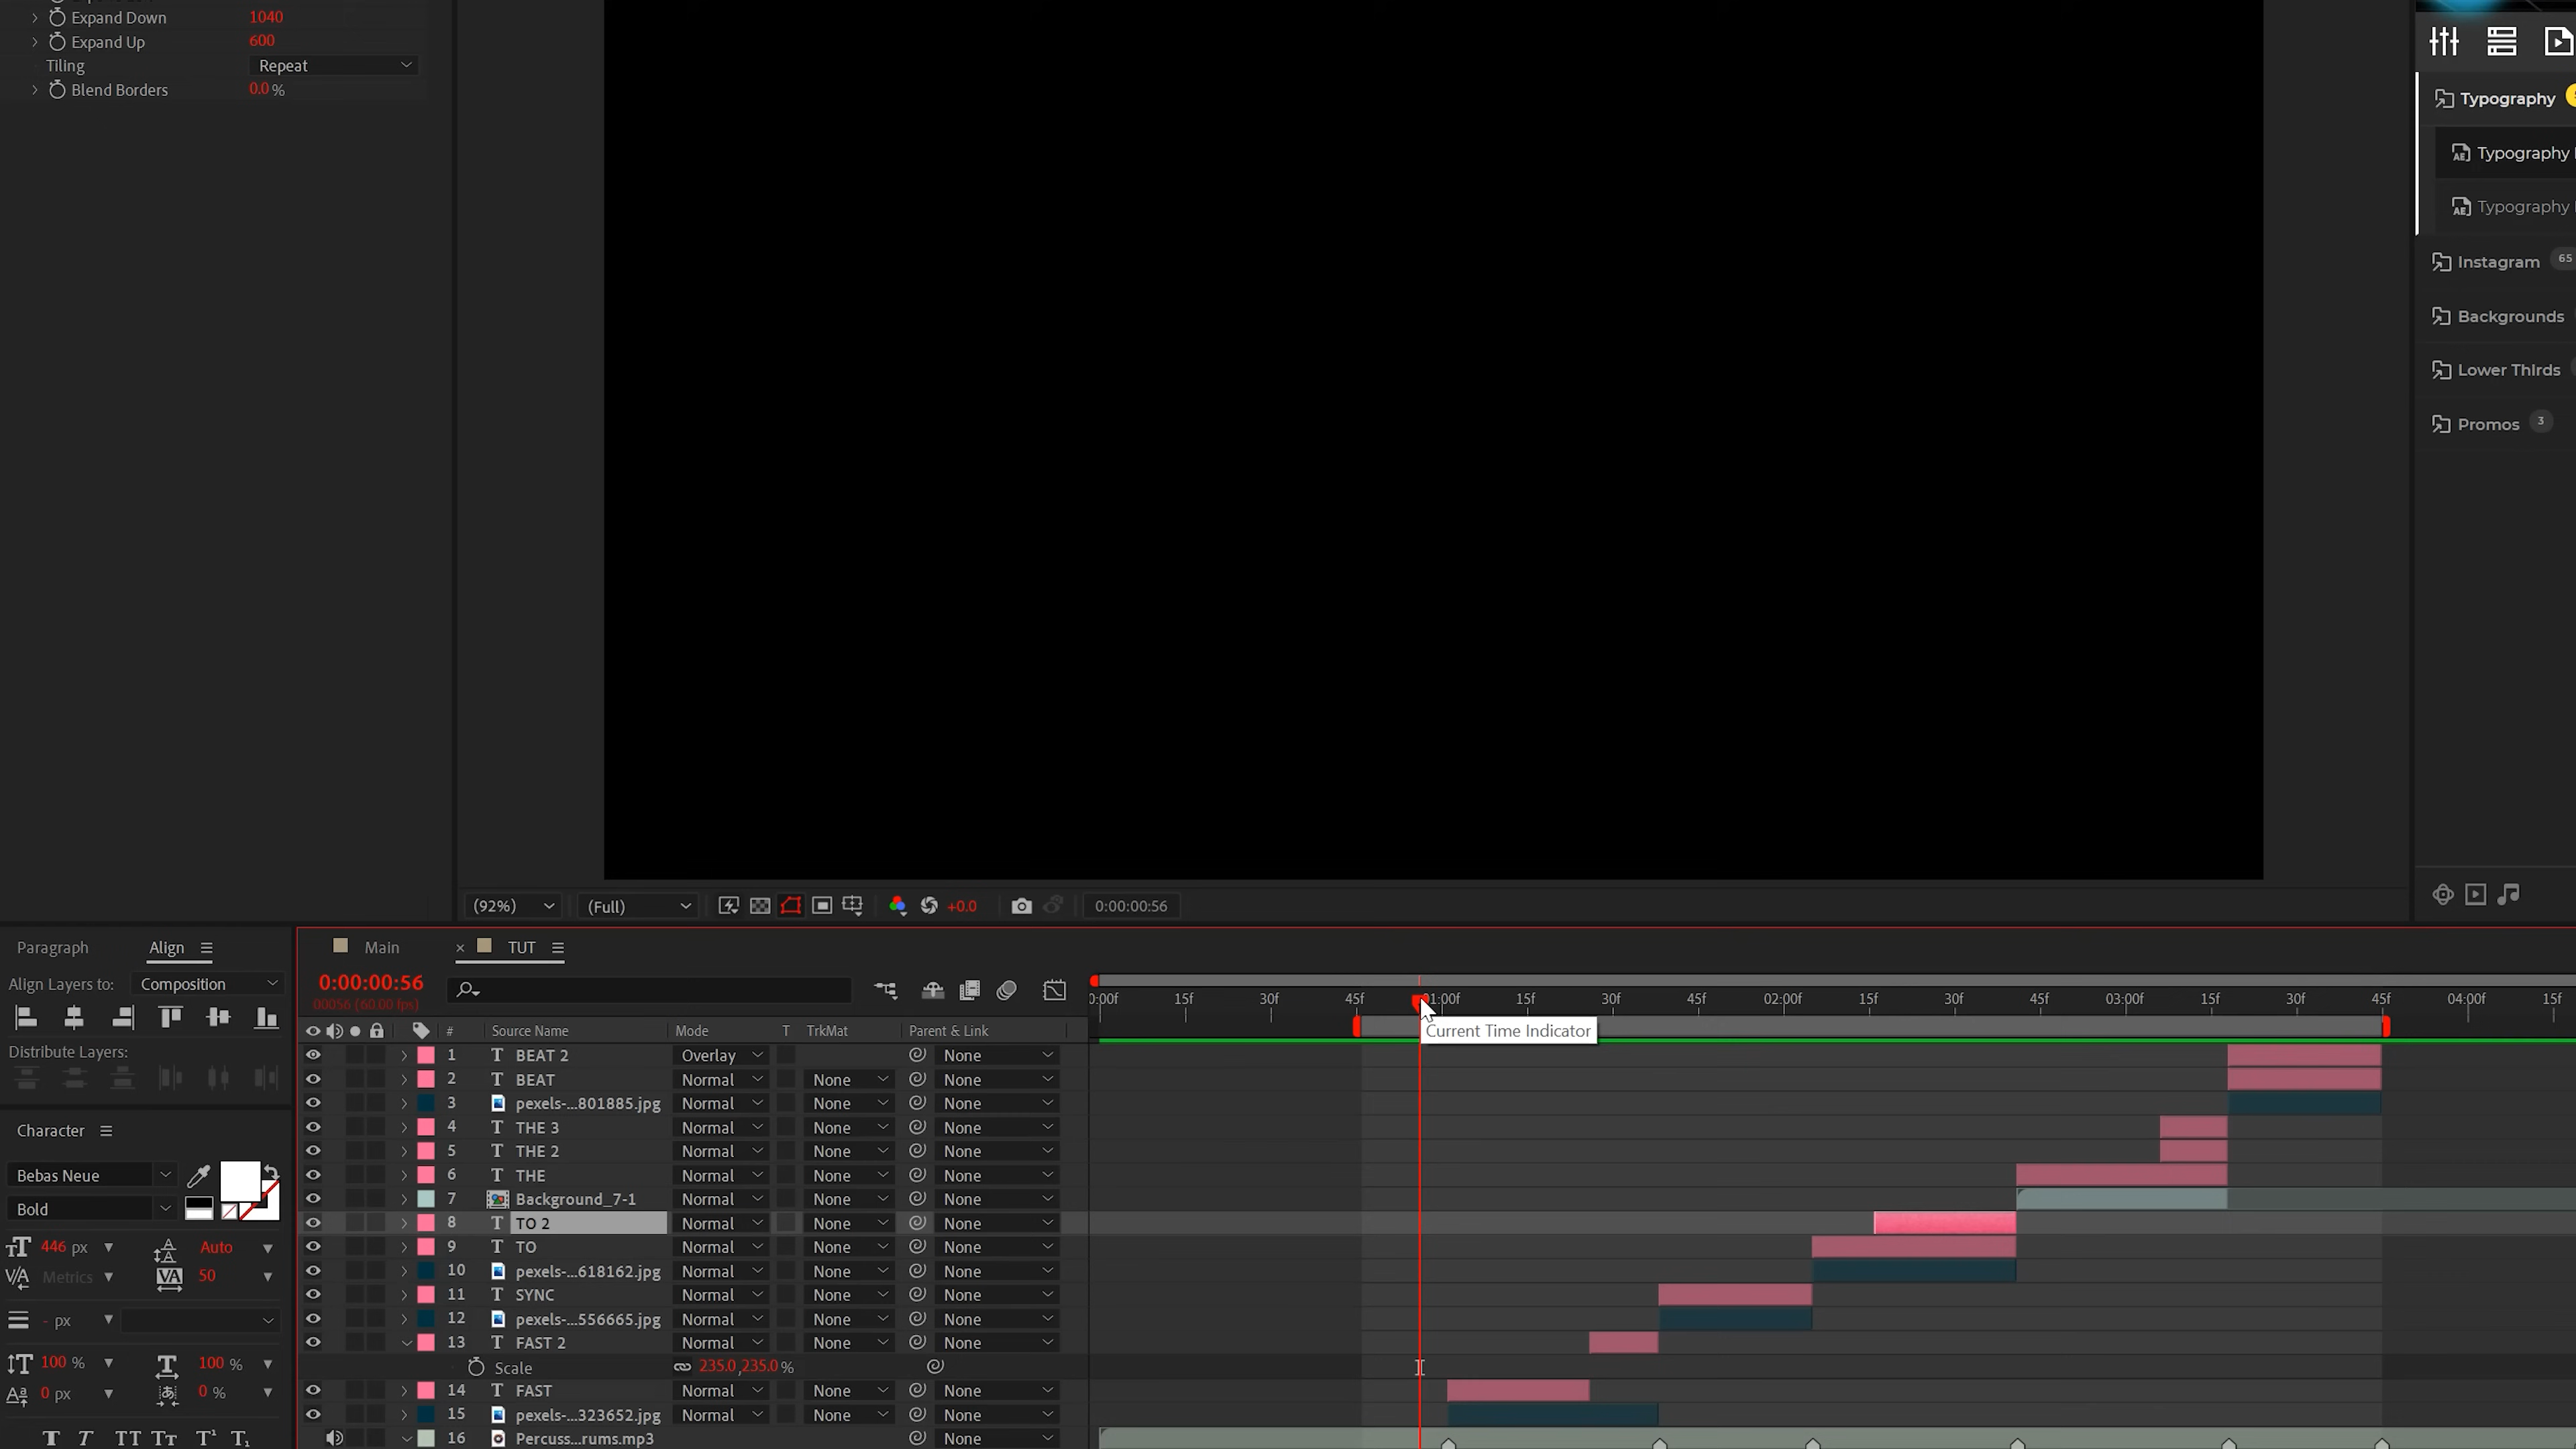 Expand Down 1040
Expand Up 600
Tiling Repeat
Blend Borders 0.0 %
Typography
Typography
Typography
Instagram 65
Backgrounds
Lower Thirds
Promos 3
(92%) (Full) +0.0 0:00:00:56
Paragraph Align
Main TUT
Align Layers to: Composition
0:00:00:56
00056 (60.00 fps)
0:00f 15f 30f 45f 01:00f 15f 30f 45f 02:00f 15f 30f 45f 03:00f 15f 30f 45f 04:00f 15f
Current Time Indicator
# Source Name Mode T TrkMat Parent & Link
Distribute Layers:
1 T BEAT 2 Overlay None
2 T BEAT Normal None None
3 pexels-...801885.jpg Normal None None
4 T THE 3 Normal None None
5 T THE 2 Normal None None
6 T THE Normal None None
7 Background_7-1 Normal None None
8 T TO 2 Normal None None
9 T TO Normal None None
10 pexels-...618162.jpg Normal None None
11 T SYNC Normal None None
12 pexels-...556665.jpg Normal None None
13 T FAST 2 Normal None None
Scale 235.0,235.0 %
14 T FAST Normal None None
15 pexels-...323652.jpg Normal None None
16 Percuss...rums.mp3 None
Character
Bebas Neue
Bold
446 px Auto
Metrics 50
- px
100 % 100 %
0 px 0 %
T T TT Tt T¹ T₁